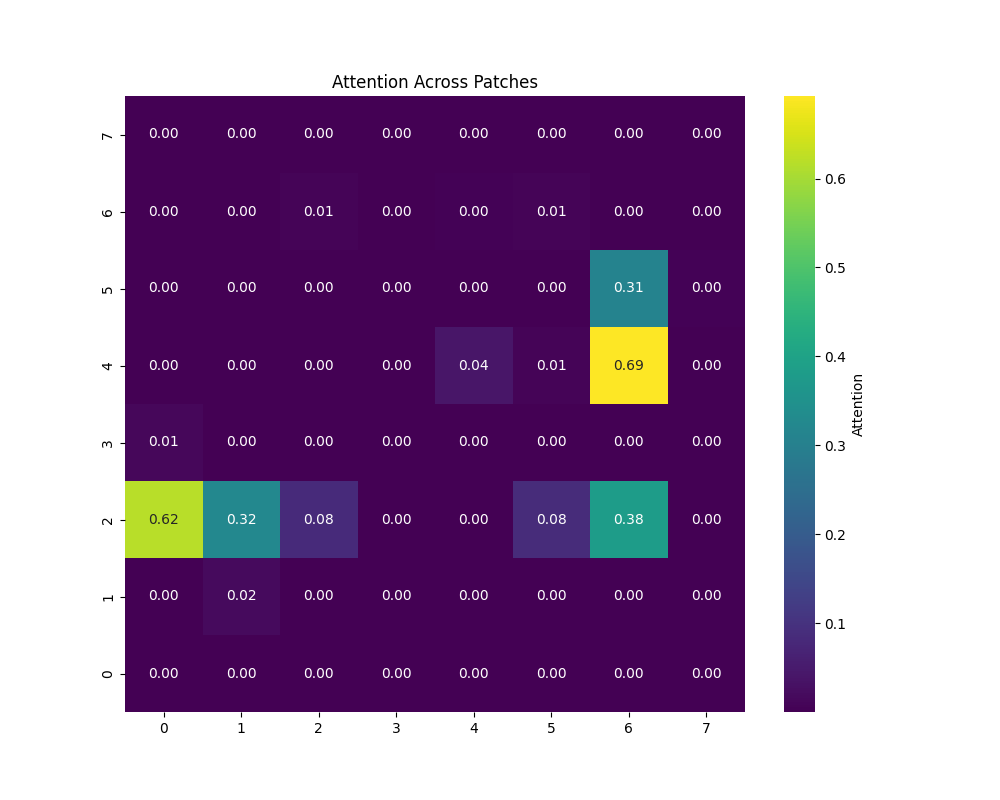 Attention Across Patches
7 0.00 0.00 0.00 0.00 0.00 0.00 0.00 0.00
6 0.00 0.00 0.01 0.00 0.00 0.01 0.00 0.00
5 0.00 0.00 0.00 0.00 0.00 0.00 0.31 0.00
4 0.00 0.00 0.00 0.00 0.04 0.01 0.69 0.00
3 0.01 0.00 0.00 0.00 0.00 0.00 0.00 0.00
2 0.62 0.32 0.08 0.00 0.00 0.08 0.38 0.00
1 0.00 0.02 0.00 0.00 0.00 0.00 0.00 0.00
0 0.00 0.00 0.00 0.00 0.00 0.00 0.00 0.00
0 1 2 3 4 5 6 7
0.6
0.5
0.4
0.3
0.2
0.1
Attention